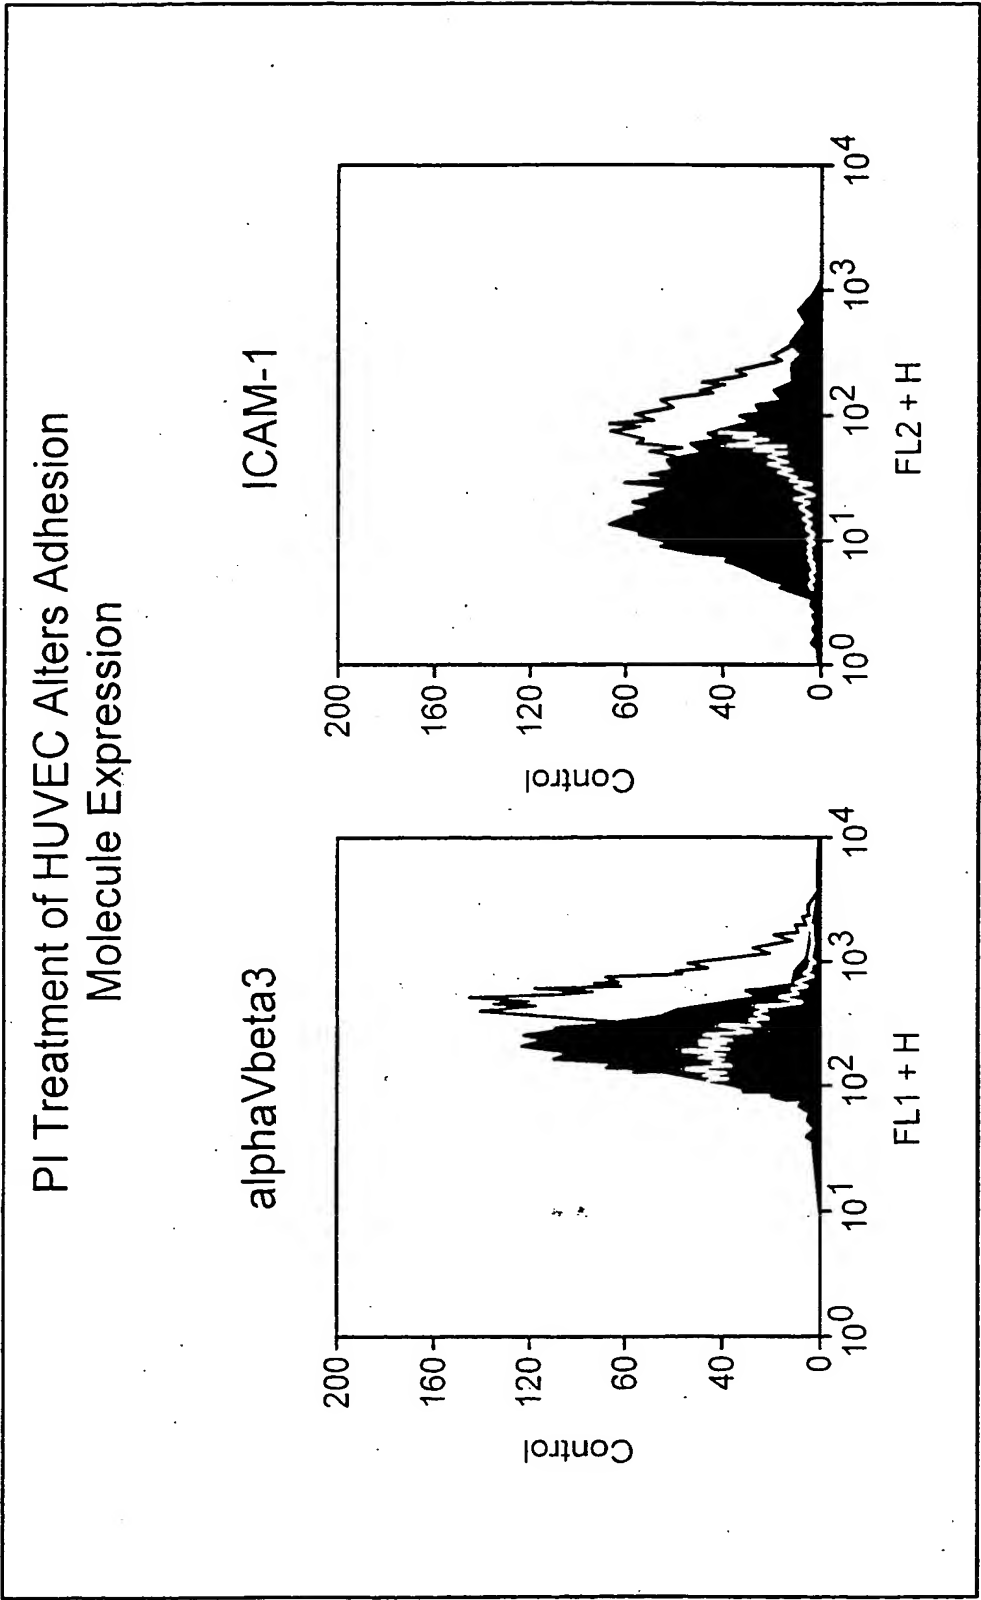 PI Treatment of HUVEC Alters Adhesion
Molecule Expression
alphaVbeta3
200
160
120
60
40
0
Control
10^0
10^1
10^2
10^3
10^4
FL1 + H
ICAM-1
200
160
120
60
40
0
Control
10^0
10^1
10^2
10^3
10^4
FL2 + H